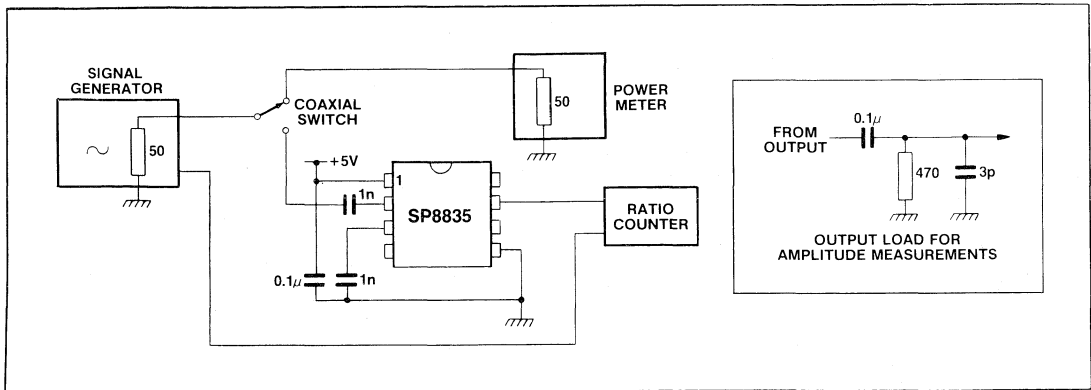 SIGNAL
GENERATOR
50
COAXIAL
SWITCH
50
POWER
METER
+5V
1
1n
SP8835
0.1μ
1n
RATIO
COUNTER
0.1μ
FROM
OUTPUT
470
3p
OUTPUT LOAD FOR
AMPLITUDE MEASUREMENTS